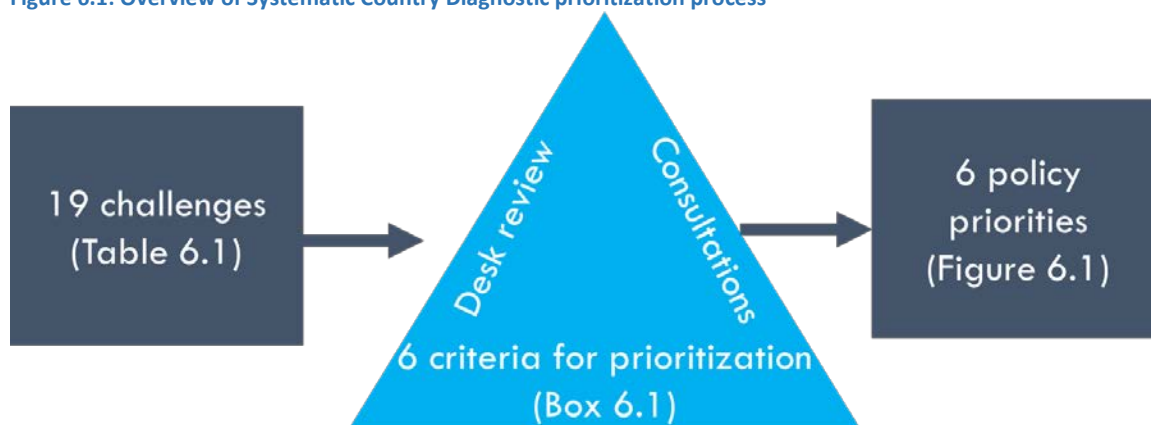 Figure 6.1: Overview of Systematic Country Diagnostic prioritization process
19 challenges
(Table 6.1)
Desk review
Consultations
6 criteria for prioritization
(Box 6.1)
6 policy
priorities
(Figure 6.1)